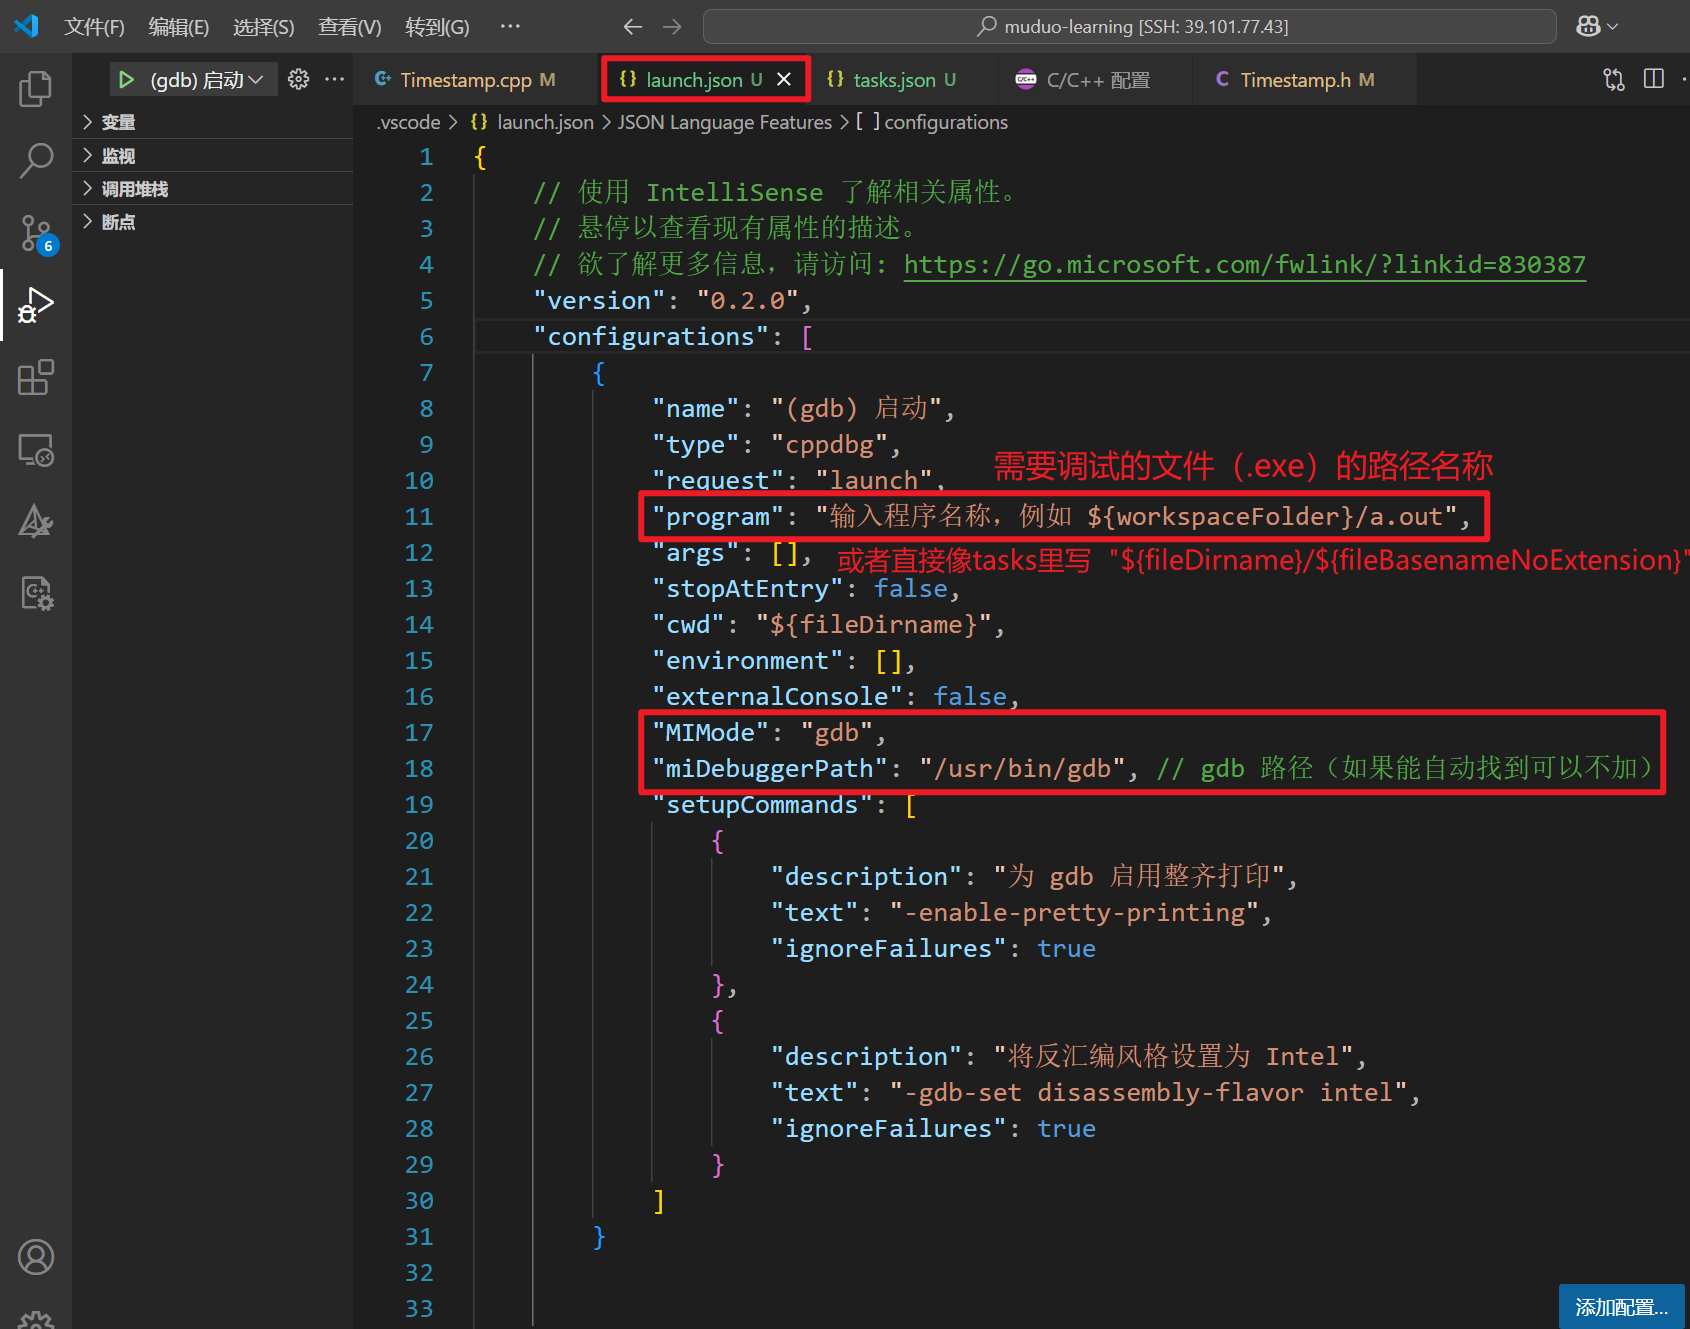 文件(F) 编辑(E) 选择(S) 查看(V) 转到(G) ···
muduo-learning [SSH: 39.101.77.43]
(gdb) 启动
Timestamp.cpp M
launch.json U
tasks.json U
C/C++ 配置
C Timestamp.h M
变量
监视
调用堆栈
断点
6
.vscode > {} launch.json > JSON Language Features > [ ] configurations
1 {
2 // 使用 IntelliSense 了解相关属性。
3 // 悬停以查看现有属性的描述。
4 // 欲了解更多信息，请访问: https://go.microsoft.com/fwlink/?linkid=830387
5 "version": "0.2.0",
6 "configurations": [
7 {
8 "name": "(gdb) 启动",
9 "type": "cppdbg",
10 "request": "launch",
需要调试的文件（.exe）的路径名称
11 "program": "输入程序名称，例如 ${workspaceFolder}/a.out",
12 "args": [],
或者直接像tasks里写 "${fileDirname}/${fileBasenameNoExtension}"
13 "stopAtEntry": false,
14 "cwd": "${fileDirname}",
15 "environment": [],
16 "externalConsole": false,
17 "MIMode": "gdb",
18 "miDebuggerPath": "/usr/bin/gdb", // gdb 路径（如果能自动找到可以不加）
19 "setupCommands": [
20 {
21 "description": "为 gdb 启用整齐打印",
22 "text": "-enable-pretty-printing",
23 "ignoreFailures": true
24 },
25 {
26 "description": "将反汇编风格设置为 Intel",
27 "text": "-gdb-set disassembly-flavor intel",
28 "ignoreFailures": true
29 }
30 ]
31 }
32
33
添加配置...